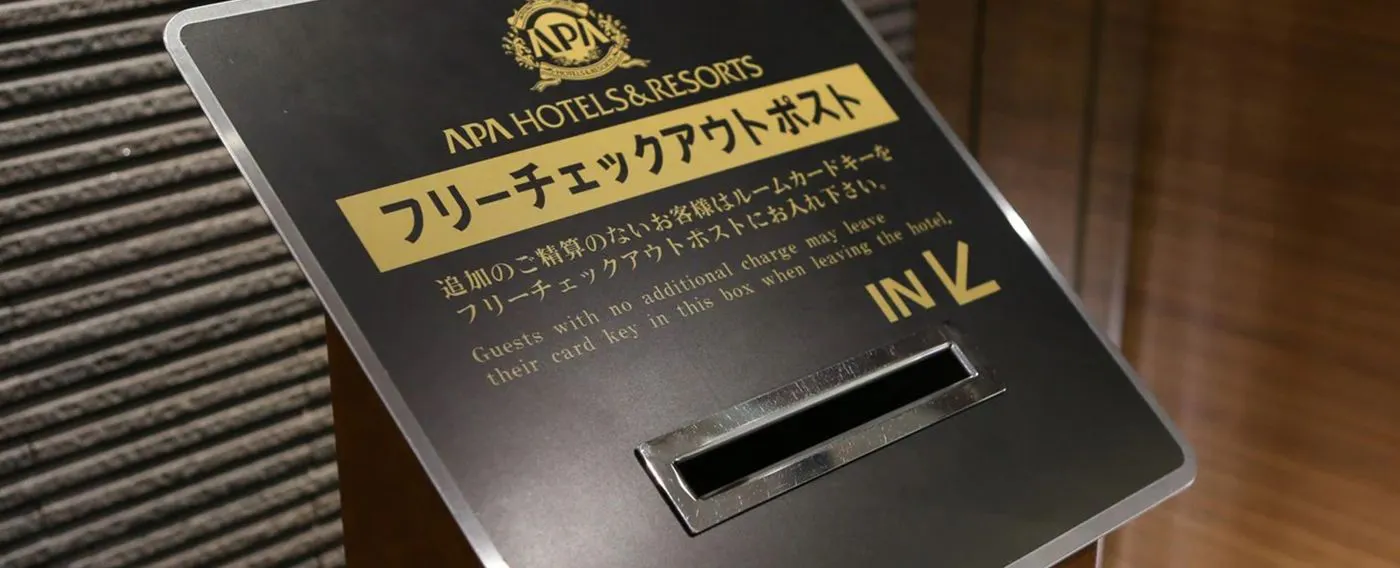 APA
HOTELS&RESORTS
APA HOTELS&RESORTS
フリーチェックアウトポスト
追加のご精算のないお客様はルームカードキーを
フリーチェックアウトポストにお入れ下さい。
Guests with no additional charge may leave
their card key in this box when leaving the hotel.
IN